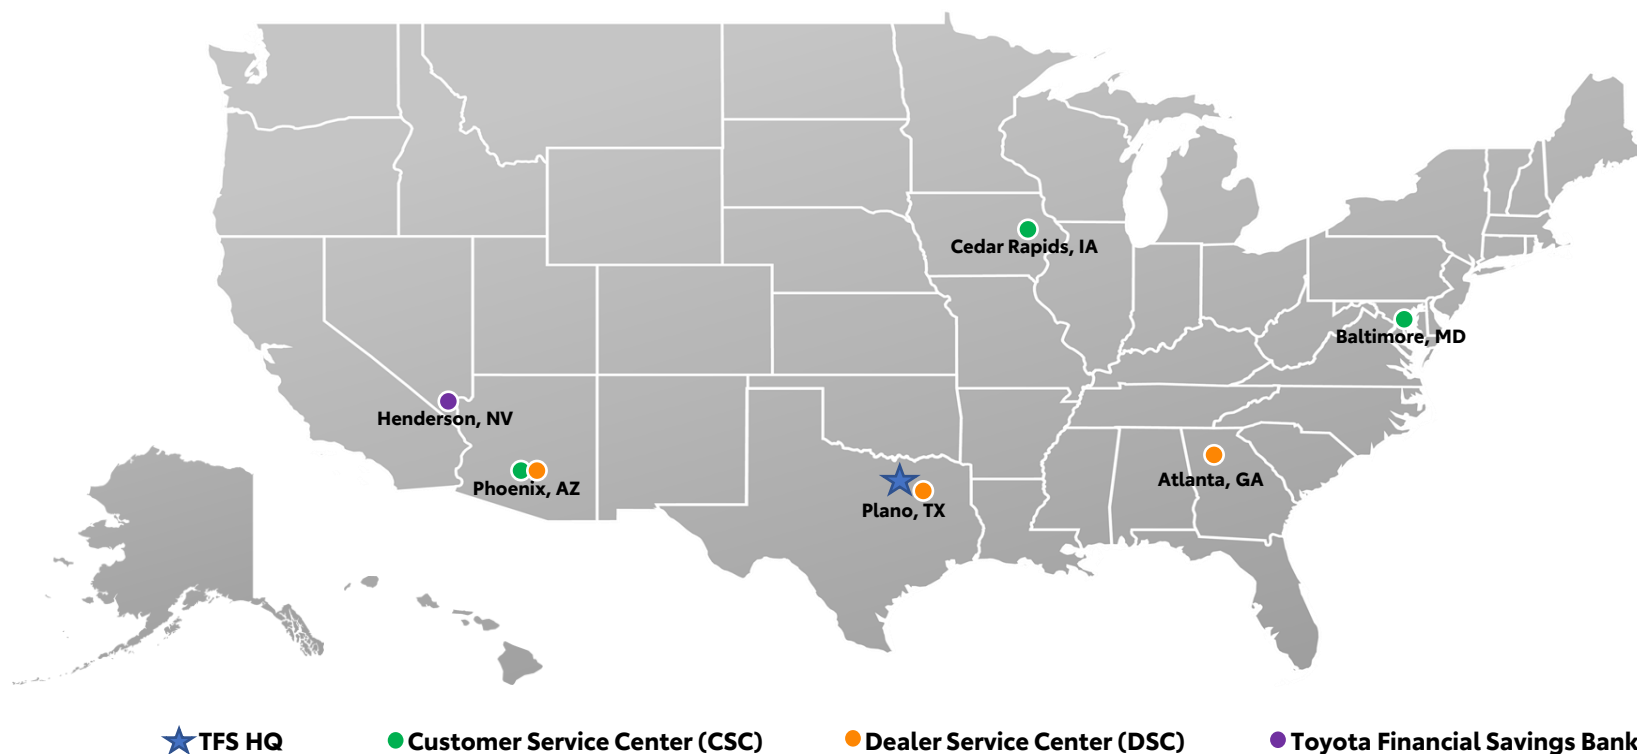 Cedar Rapids, IA
Baltimore, MD
Henderson, NV
Phoenix, AZ
Atlanta, GA
Plano, TX
TFS HQ
Customer Service Center (CSC)
Dealer Service Center (DSC)
Toyota Financial Savings Bank